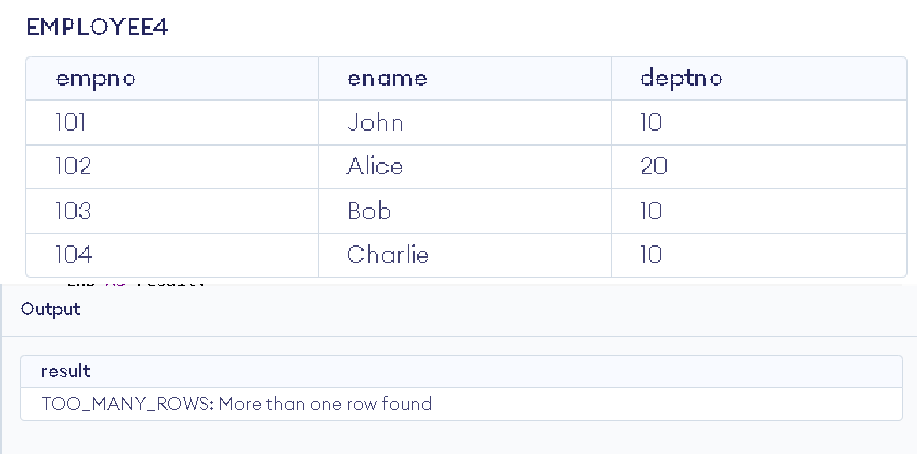 EMPLOYEE4
empno ename deptno
101 John 10
102 Alice 20
103 Bob 10
104 Charlie 10
Output
result
TOO_MANY_ROWS: More than one row found